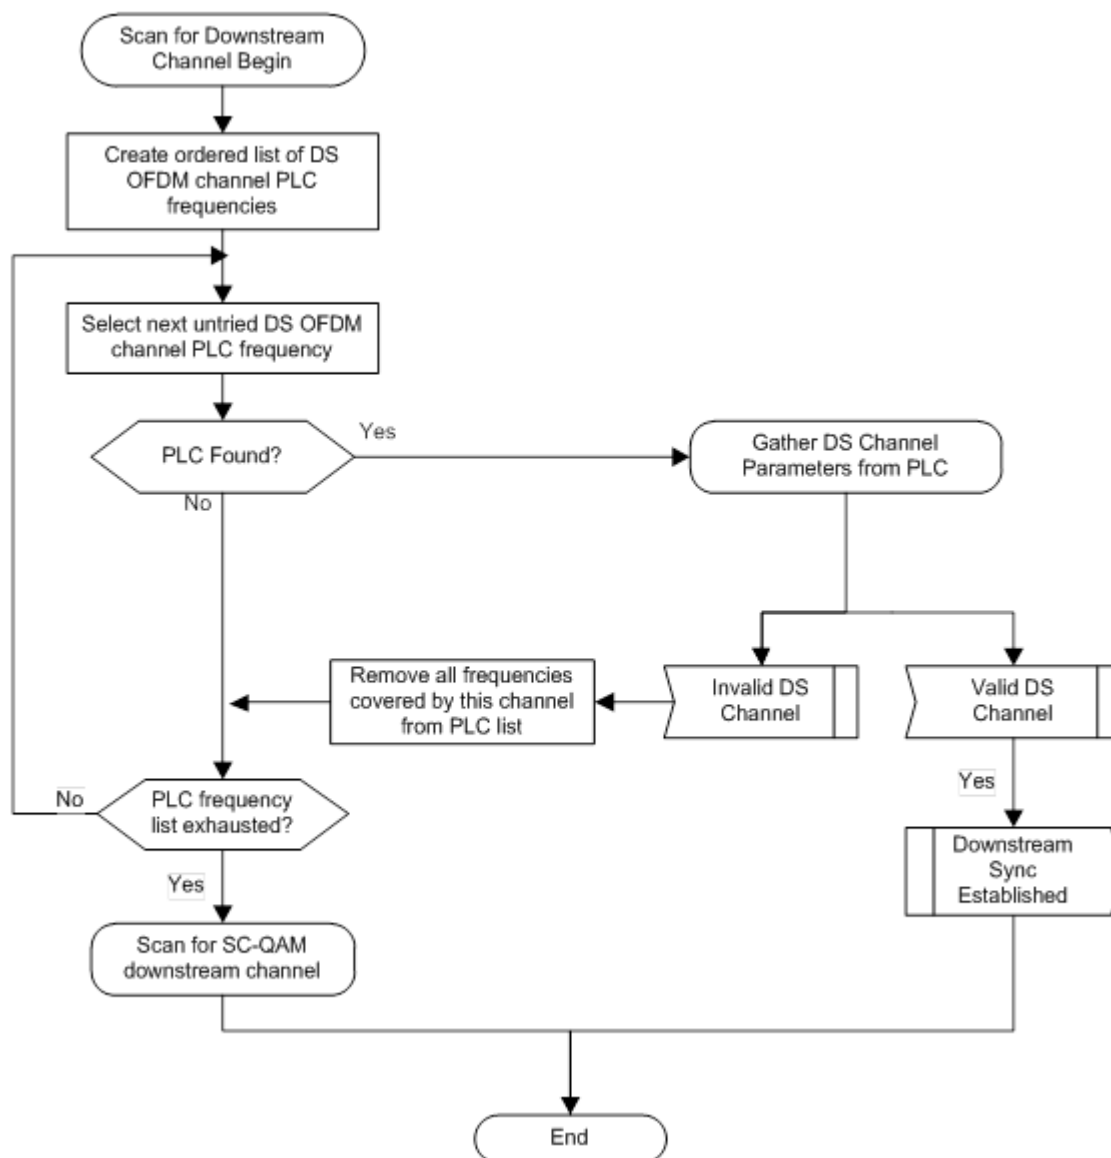 Scan for Downstream
Channel Begin
Create ordered list of DS
OFDM channel PLC
frequencies
Select next untried DS OFDM
channel PLC frequency
PLC Found?
Yes
No
Gather DS Channel
Parameters from PLC
Remove all frequencies
covered by this channel
from PLC list
Invalid DS
Channel
Valid DS
Channel
Yes
Downstream
Sync
Established
No
PLC frequency
list exhausted?
Yes
Scan for SC-QAM
downstream channel
End